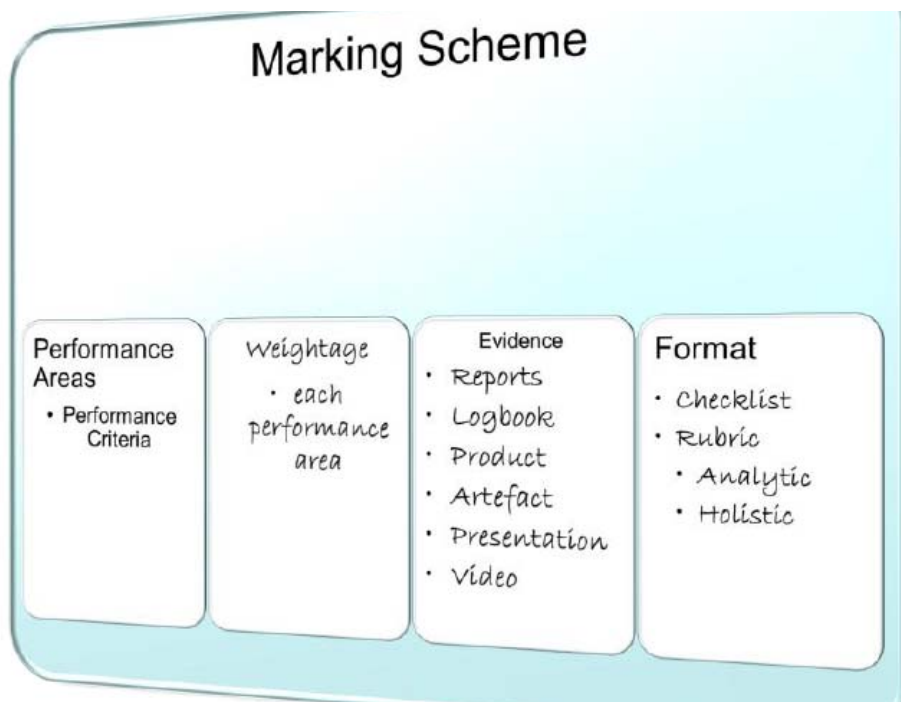 Marking Scheme
Performance
Areas
• Performance
Criteria
Weightage
• each
performance
area
Evidence
• Reports
• Logbook
• Product
• Artefact
• Presentation
• Video
Format
• Checklist
• Rubric
• Analytic
• Holistic